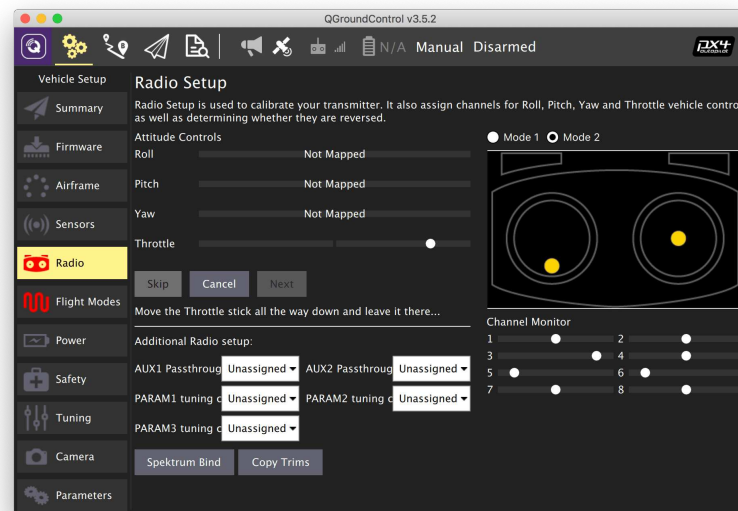 QGroundControl v3.5.2
N/A Manual Disarmed
PX4
autopilot
Vehicle Setup
Summary
Firmware
Airframe
Sensors
Radio
Flight Modes
Power
Safety
Tuning
Camera
Parameters
Radio Setup
Radio Setup is used to calibrate your transmitter. It also assign channels for Roll, Pitch, Yaw and Throttle vehicle contro
as well as determining whether they are reversed.
Attitude Controls
Roll Not Mapped
Pitch Not Mapped
Yaw Not Mapped
Throttle
Skip Cancel Next
Move the Throttle stick all the way down and leave it there...
Additional Radio setup:
AUX1 Passthroug Unassigned AUX2 Passthroug Unassigned
PARAM1 tuning c Unassigned PARAM2 tuning c Unassigned
PARAM3 tuning c Unassigned
Spektrum Bind Copy Trims
Mode 1 Mode 2
Channel Monitor
1 2
3 4
5 6
7 8